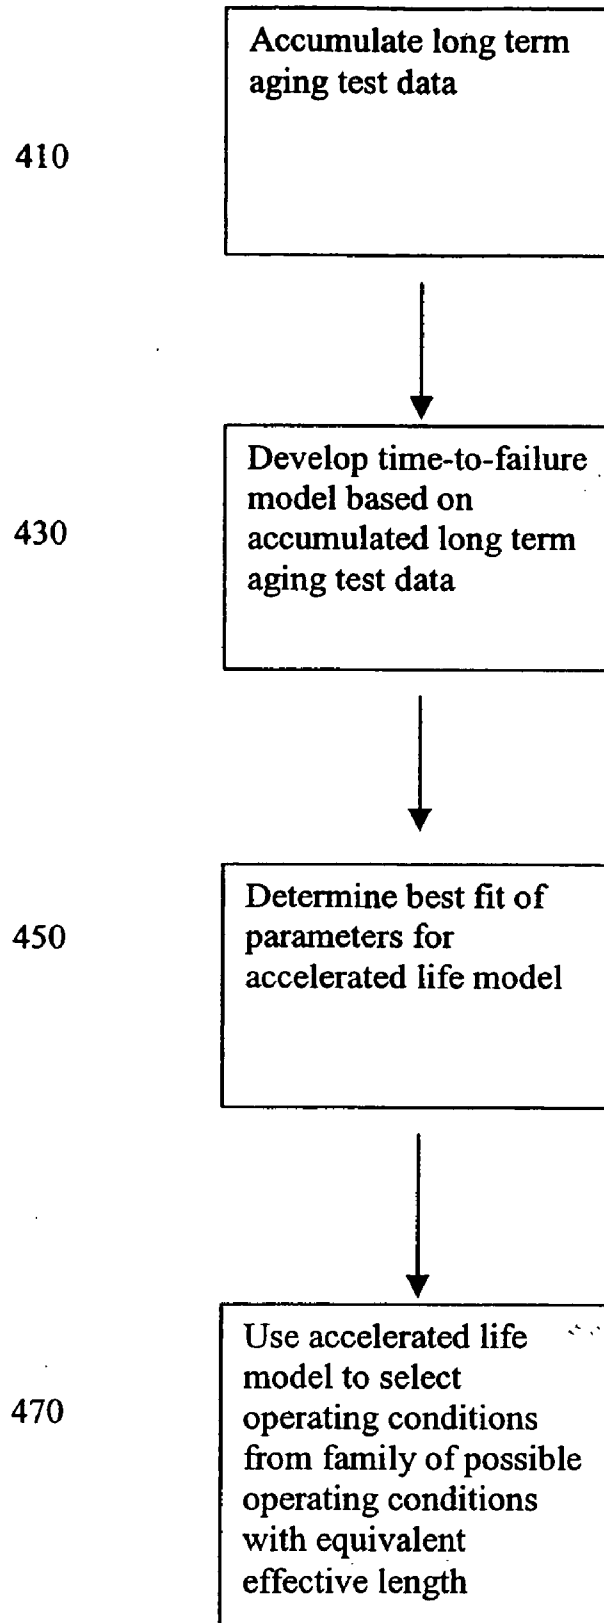 Accumulate long term
aging test data
410
Develop time-to-failure
model based on
430
accumulated long term
aging test data
Determine best fit of
450
parameters for
accelerated life model
Use accelerated life
model to select
470
operating conditions
from family of possible
operating conditions
with equivalent
effective length